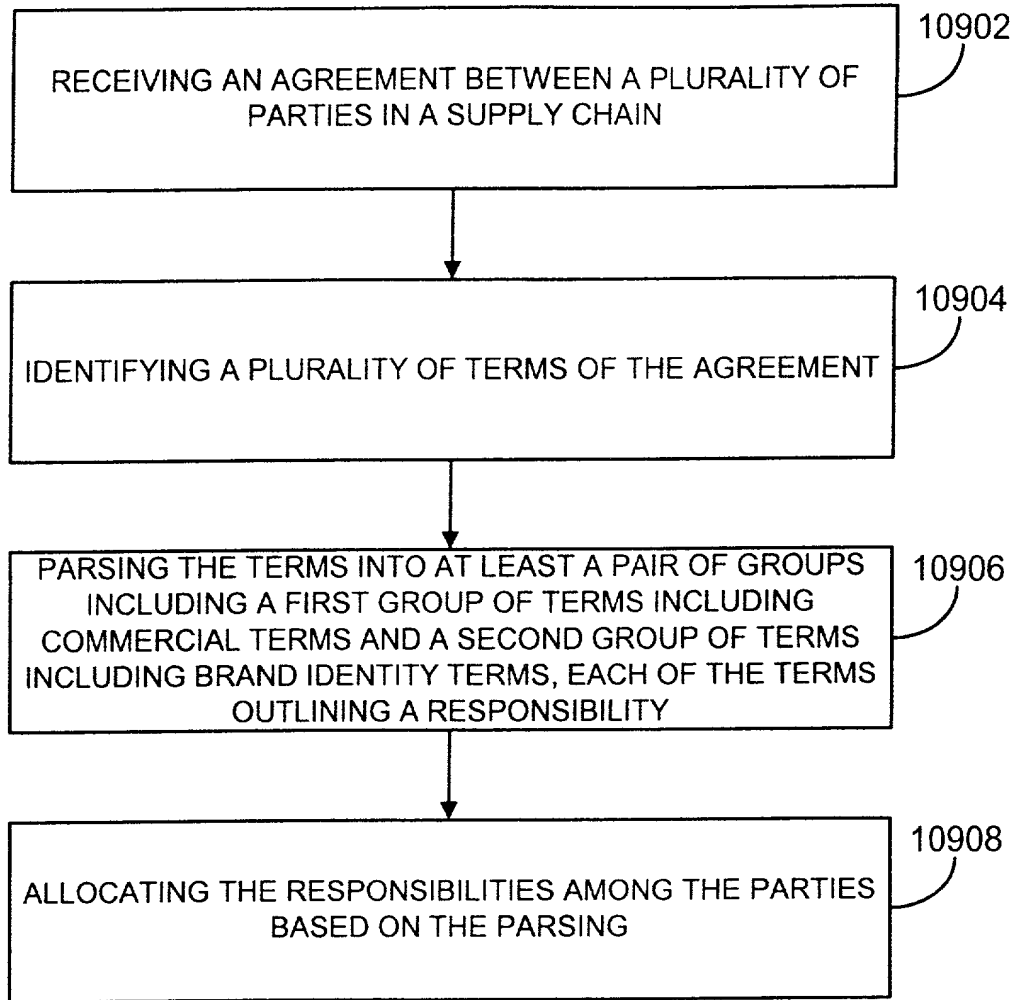 10902
RECEIVING AN AGREEMENT BETWEEN A PLURALITY OF
PARTIES IN A SUPPLY CHAIN
10904
IDENTIFYING A PLURALITY OF TERMS OF THE AGREEMENT
10906
PARSING THE TERMS INTO AT LEAST A PAIR OF GROUPS
INCLUDING A FIRST GROUP OF TERMS INCLUDING
COMMERCIAL TERMS AND A SECOND GROUP OF TERMS
INCLUDING BRAND IDENTITY TERMS, EACH OF THE TERMS
OUTLINING A RESPONSIBILITY
10908
ALLOCATING THE RESPONSIBILITIES AMONG THE PARTIES
BASED ON THE PARSING